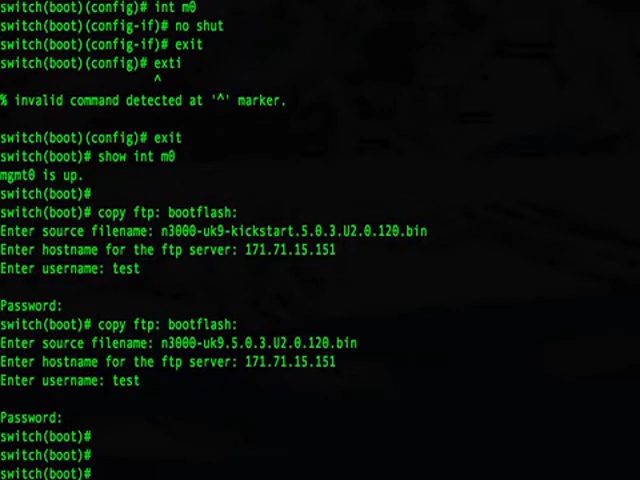 switch(boot)(config)# int m0
switch(boot)(config-if)# no shut
switch(boot)(config-if)# exit
switch(boot)(config)# exti
^
% invalid command detected at '^' marker.
switch(boot)(config)# exit
switch(boot)# show int m0
mgmt0 is up.
switch(boot)#
switch(boot)# copy ftp: bootflash:
Enter source filename: n3000-uk9-kickstart.5.0.3.U2.0.120.bin
Enter hostname for the ftp server: 171.71.15.151
Enter username: test
Password:
switch(boot)# copy ftp: bootflash:
Enter source filename: n3000-uk9.5.0.3.U2.0.120.bin
Enter hostname for the ftp server: 171.71.15.151
Enter username: test
Password:
switch(boot)#
switch(boot)#
switch(boot)#